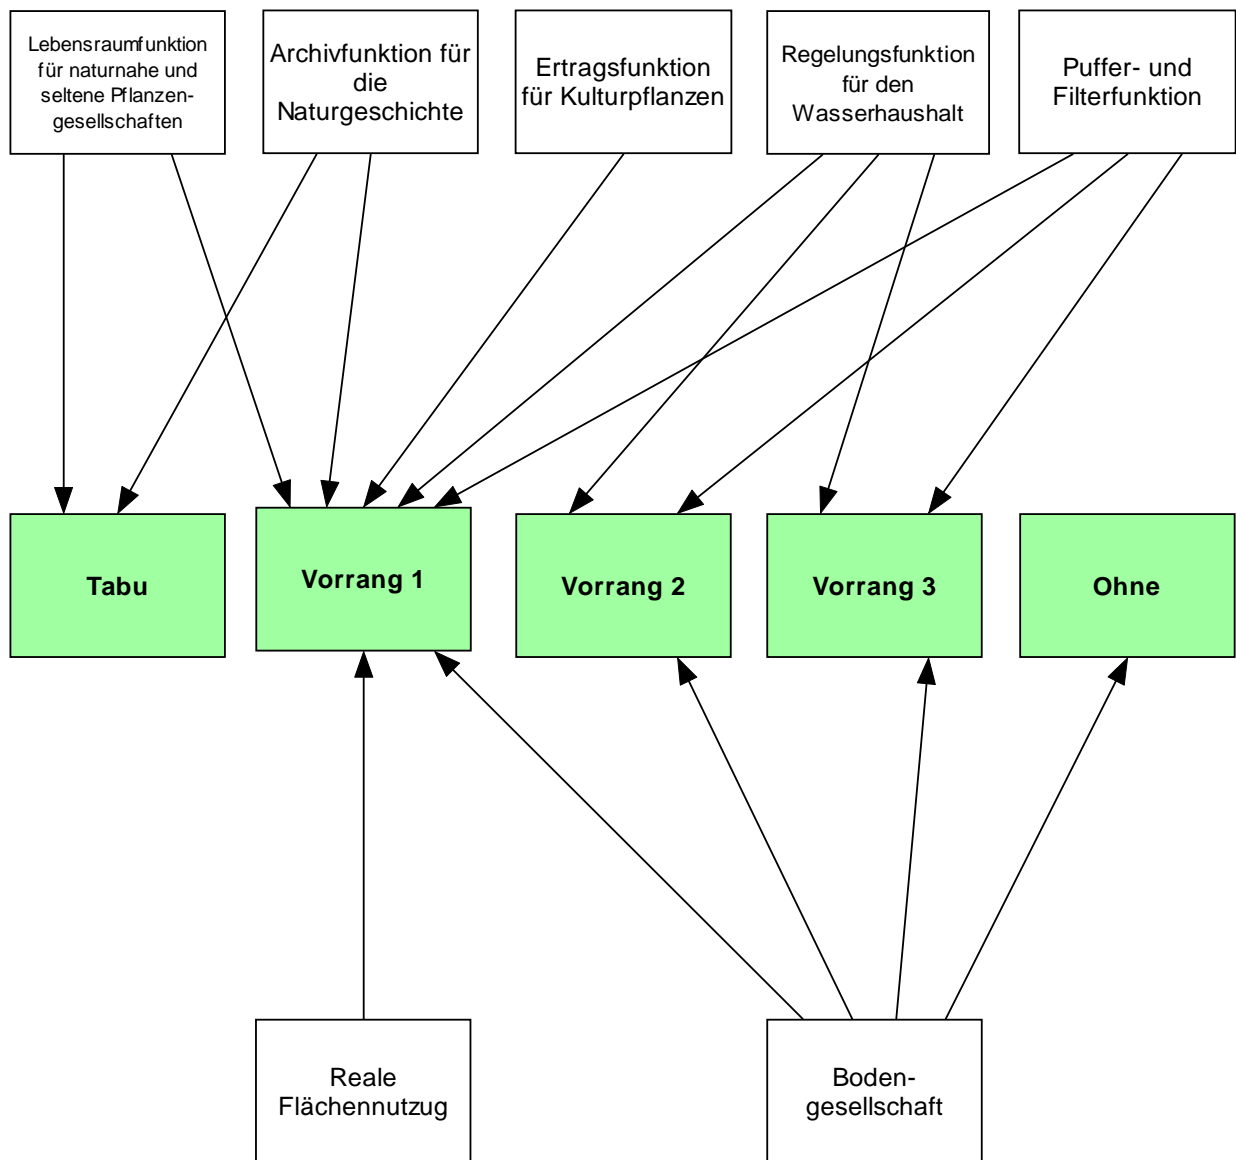 Lebensraumfunktion
für naturnahe und
seltene Pflanzen-
gesellschaften
Archivfunktion für
die
Naturgeschichte
Ertragsfunktion
für Kulturpflanzen
Regelungsfunktion
für den
Wasserhaushalt
Puffer- und
Filterfunktion
Tabu
Vorrang 1
Vorrang 2
Vorrang 3
Ohne
Reale
Flächennutzug
Boden-
gesellschaft